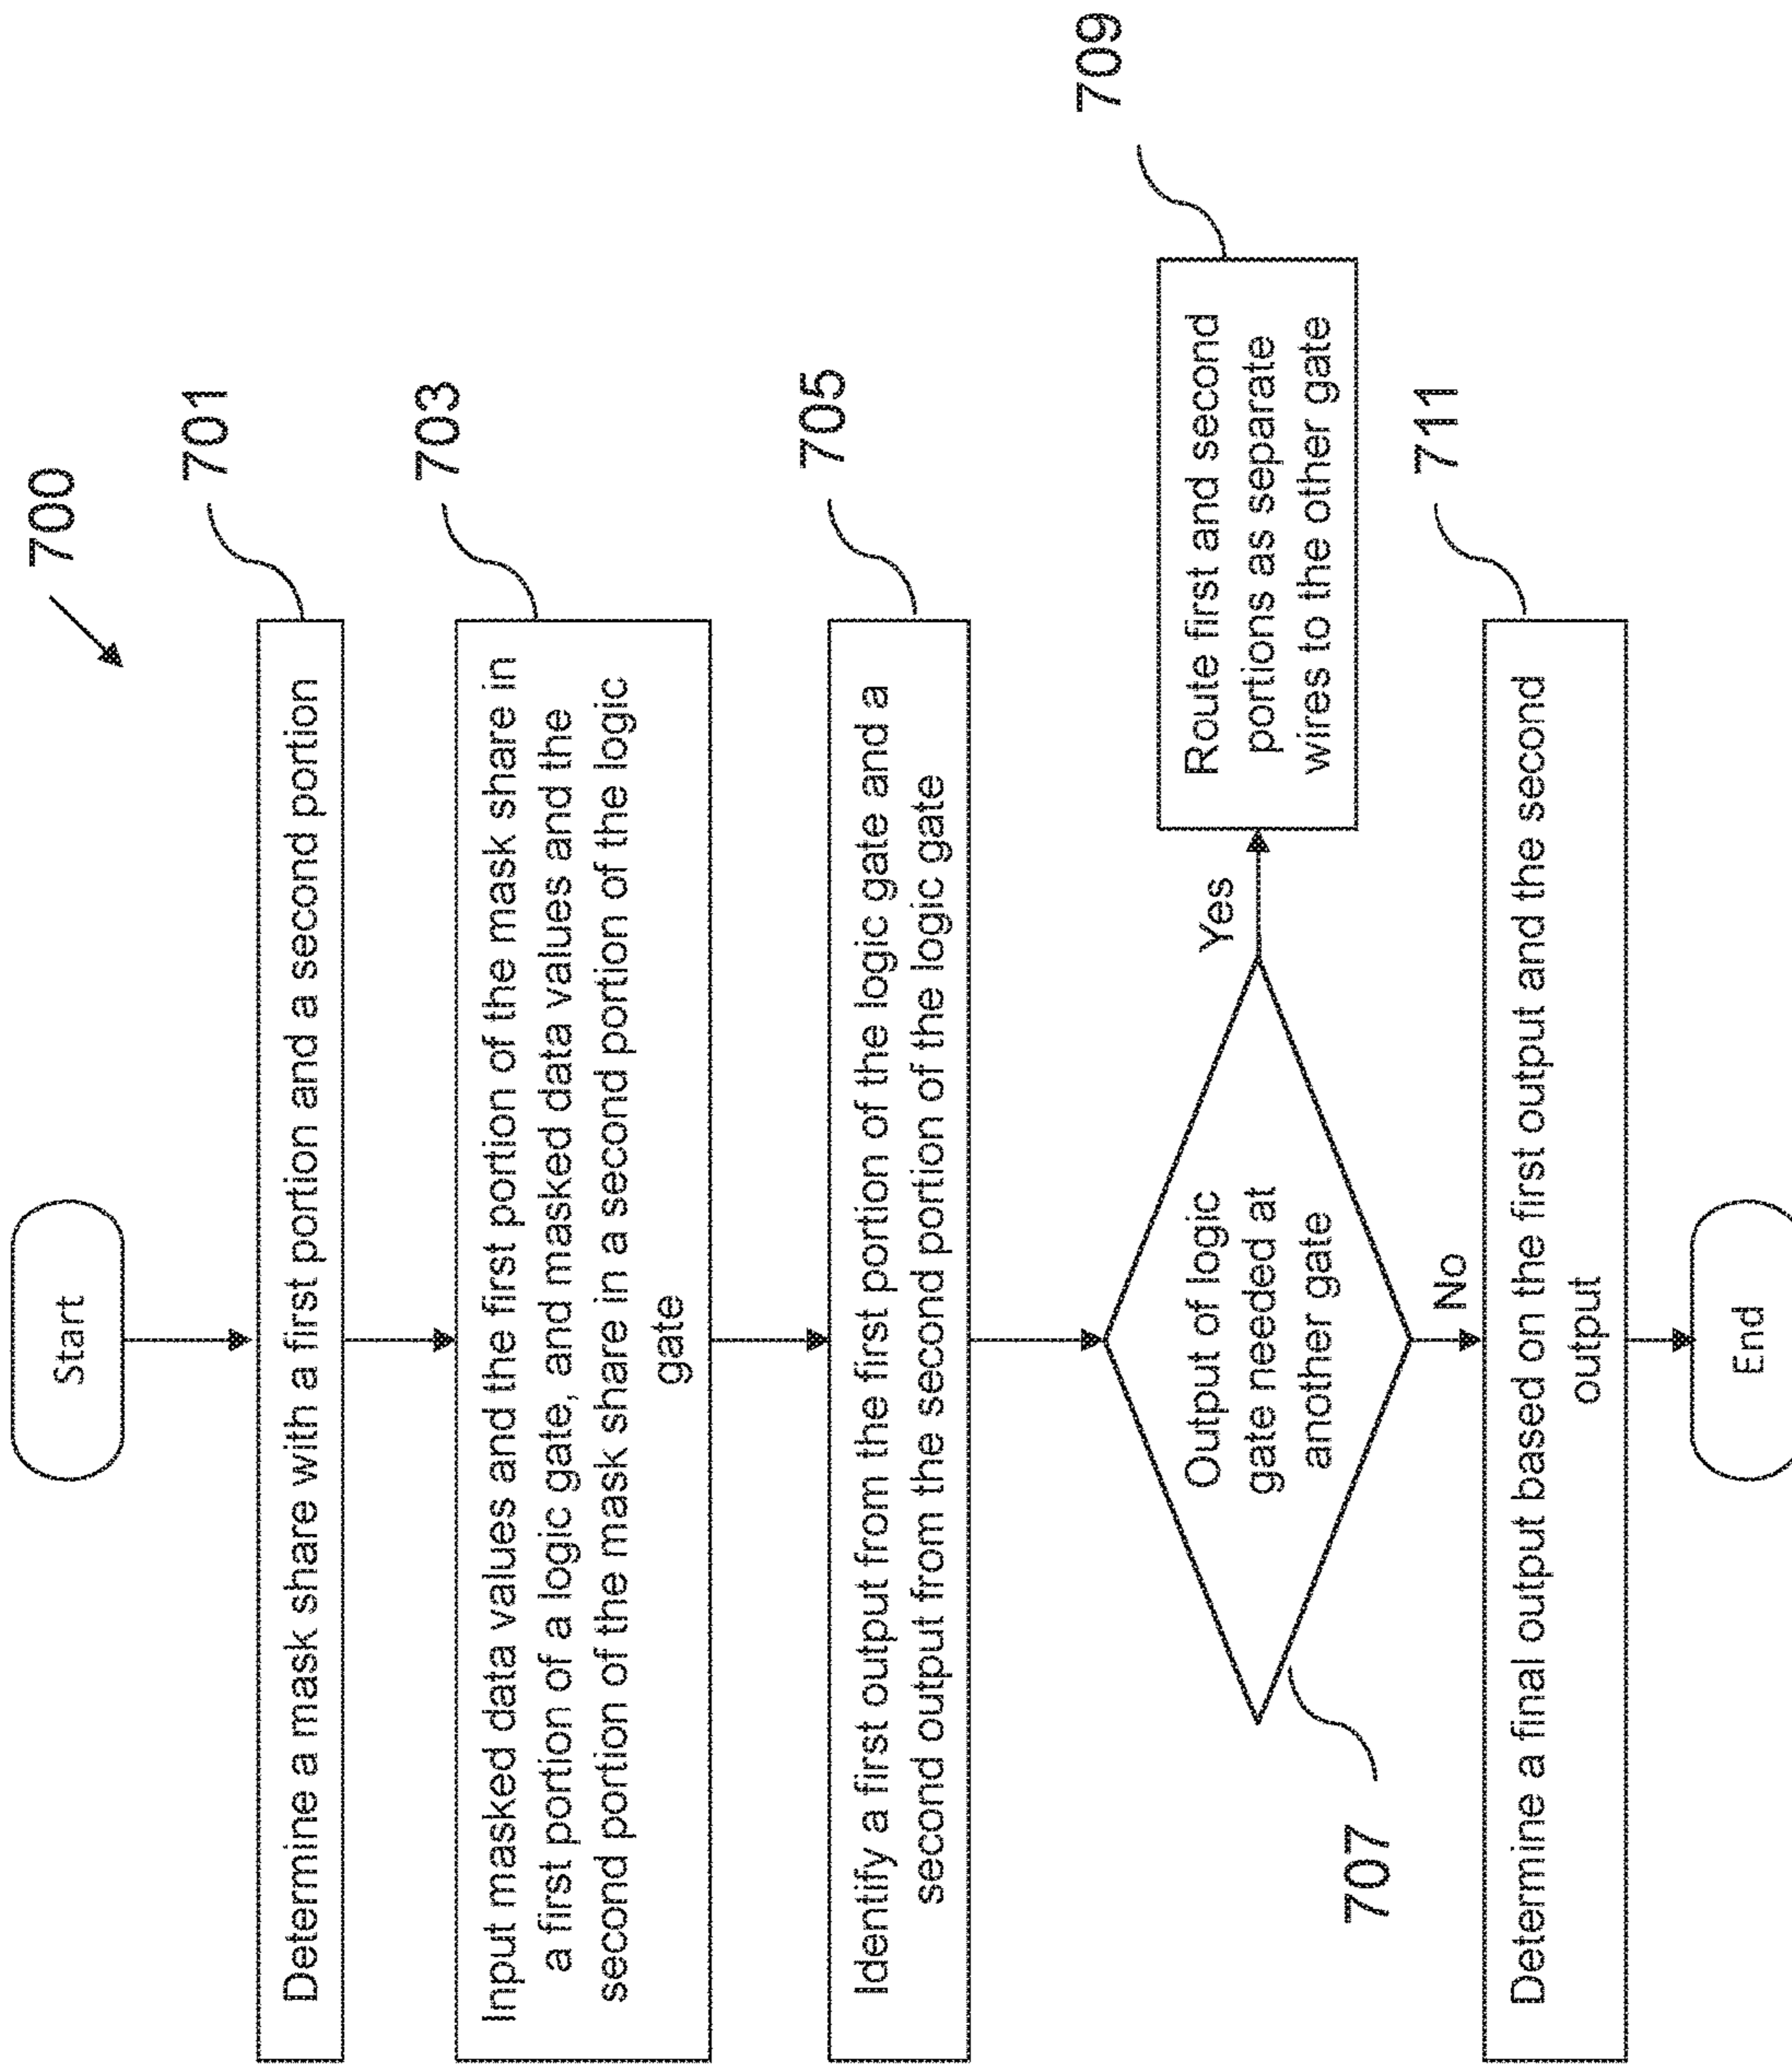 700
Start
701
Determine a mask share with a first portion and a second portion
703
Input masked data values and the first portion of the mask share in
a first portion of a logic gate, and masked data values and the
second portion of the mask share in a second portion of the logic
gate
705
Identify a first output from the first portion of the logic gate and a
second output from the second portion of the logic gate
707
Output of logic
gate needed at
another gate
Yes
709
Route first and second
portions as separate
wires to the other gate
No
711
Determine a final output based on the first output and the second
output
End